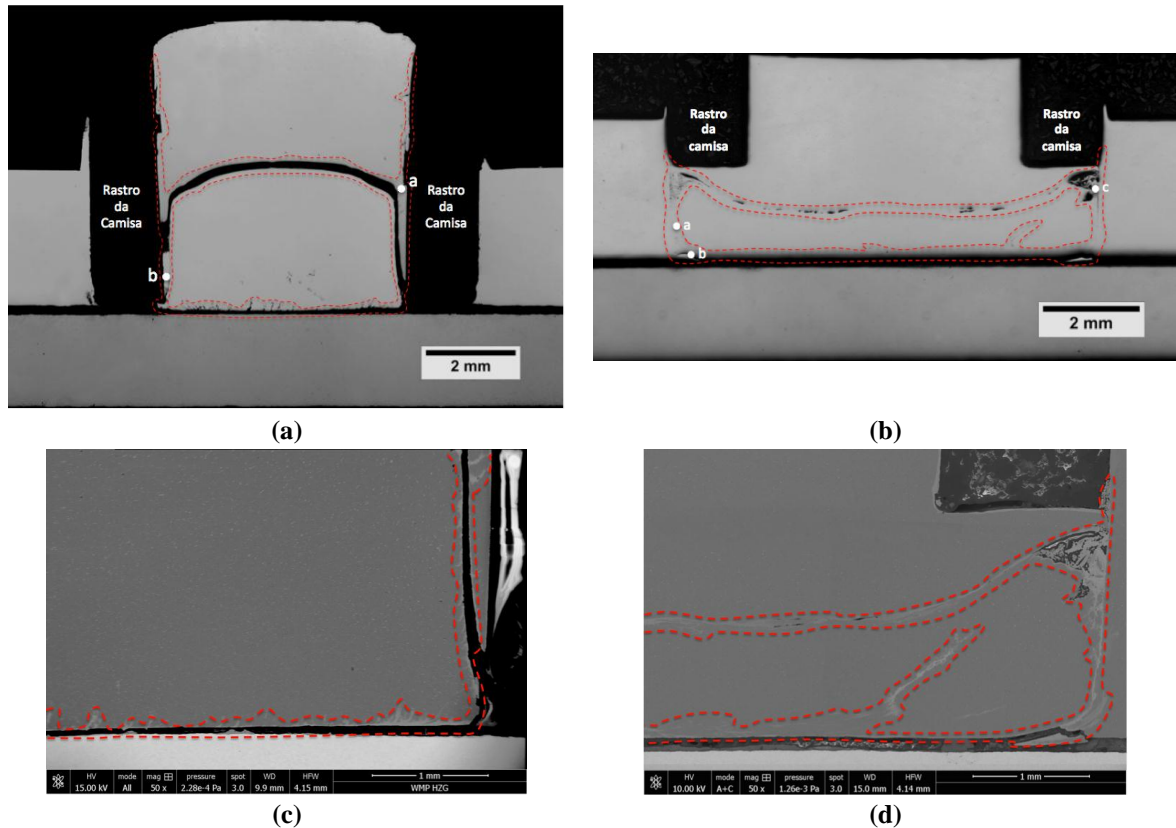 Rastro
da
Camisa
a
b
Rastro
da
Camisa
2 mm
(a)
Rastro
da
camisa
Rastro
da
camisa
a
b
c
2 mm
(b)
HV mode mag pressure spot WD HFW 1 mm
15.00 kV All 50 x 2.28e-4 Pa 3.0 9.9 mm 4.15 mm WMP HZG
(c)
HV mode mag pressure spot WD HFW 1 mm
10.00 kV A+C 50 x 1.26e-3 Pa 3.0 15.0 mm 4.14 mm
(d)